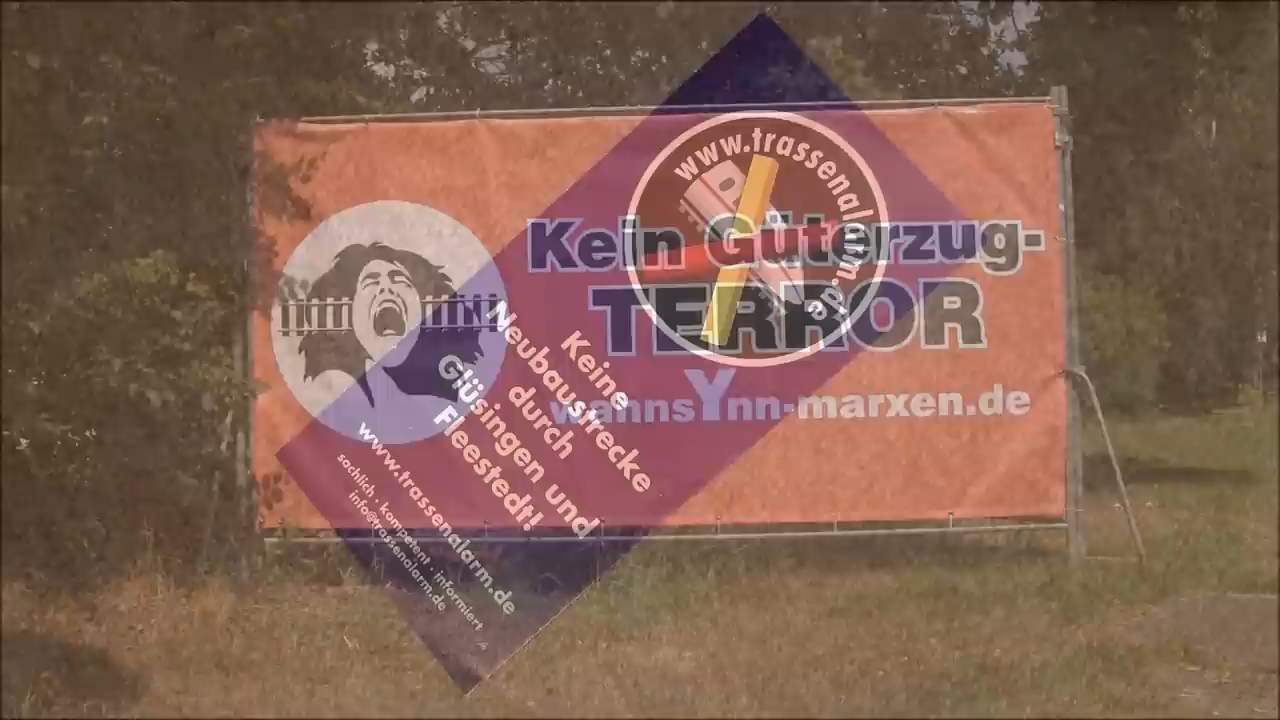 Kein Güterzug-
TERROR
wahnsYnn-marxen.de
www.trassenalarm.de
Keine
Neubaustrecke
durch
Glüsingen und
Fleestedt!
www.trassenalarm.de
sachlich · kompetent · informiert
info@trassenalarm.de